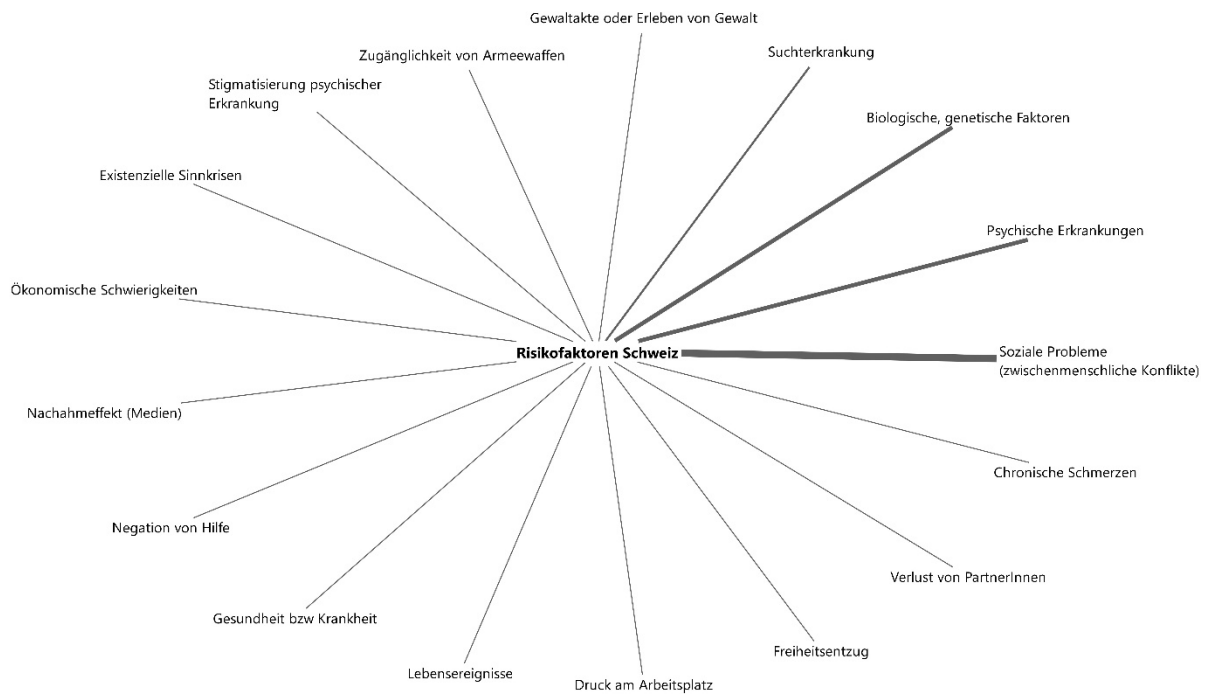 Gewaltakte oder Erleben von Gewalt
Zugänglichkeit von Armeewaffen
Suchterkrankung
Stigmatisierung psychischer
Erkrankung
Biologische, genetische Faktoren
Existenzielle Sinnkrisen
Psychische Erkrankungen
Ökonomische Schwierigkeiten
Risikofaktoren Schweiz
Soziale Probleme
(zwischenmenschliche Konflikte)
Nachahmeffekt (Medien)
Chronische Schmerzen
Negation von Hilfe
Verlust von PartnerInnen
Gesundheit bzw Krankheit
Freiheitsentzug
Lebensereignisse
Druck am Arbeitsplatz